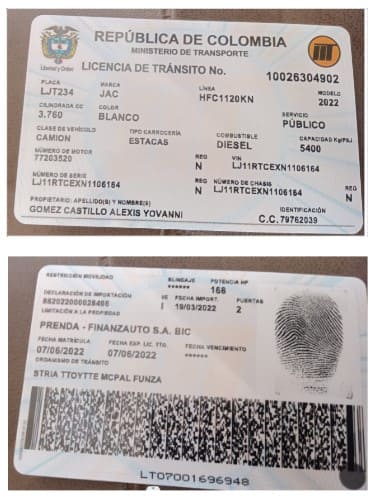 REPÚBLICA DE COLOMBIA
MINISTERIO DE TRANSPORTE
Libertad y Orden
LICENCIA DE TRÁNSITO No. 10026304902
PLACA MARCA LÍNEA MODELO
LJT234 JAC HFC1120KN 2022
CILINDRADA CC COLOR SERVICIO
3.760 BLANCO PÚBLICO
CLASE DE VEHÍCULO TIPO CARROCERÍA COMBUSTIBLE CAPACIDAD Kg/PSJ
CAMION ESTACAS DIESEL 5400
NÚMERO DE MOTOR REG VIN
77203520 N LJ11RTCEXN1106164
NÚMERO DE SERIE REG NÚMERO DE CHASIS REG
LJ11RTCEXN1106164 N LJ11RTCEXN1106164 N
PROPIETARIO: APELLIDO(S) Y NOMBRE(S) IDENTIFICACIÓN
GOMEZ CASTILLO ALEXIS YOVANNI C.C. 79762039
RESTRICCIÓN MOVILIDAD BLINDAJE POTENCIA HP
****** 168
DECLARACIÓN DE IMPORTACIÓN I/E FECHA IMPORT. PUERTAS
I 19/03/2022 2
LIMITACIÓN A LA PROPIEDAD
PRENDA - FINANZAUTO S.A. BIC
FECHA MATRÍCULA FECHA EXP. LIC. TTO. FECHA VENCIMIENTO
07/06/2022 07/06/2022 ******
ORGANISMO DE TRÁNSITO
STRIA TTOYTTE MCPAL FUNZA
LT07001696948